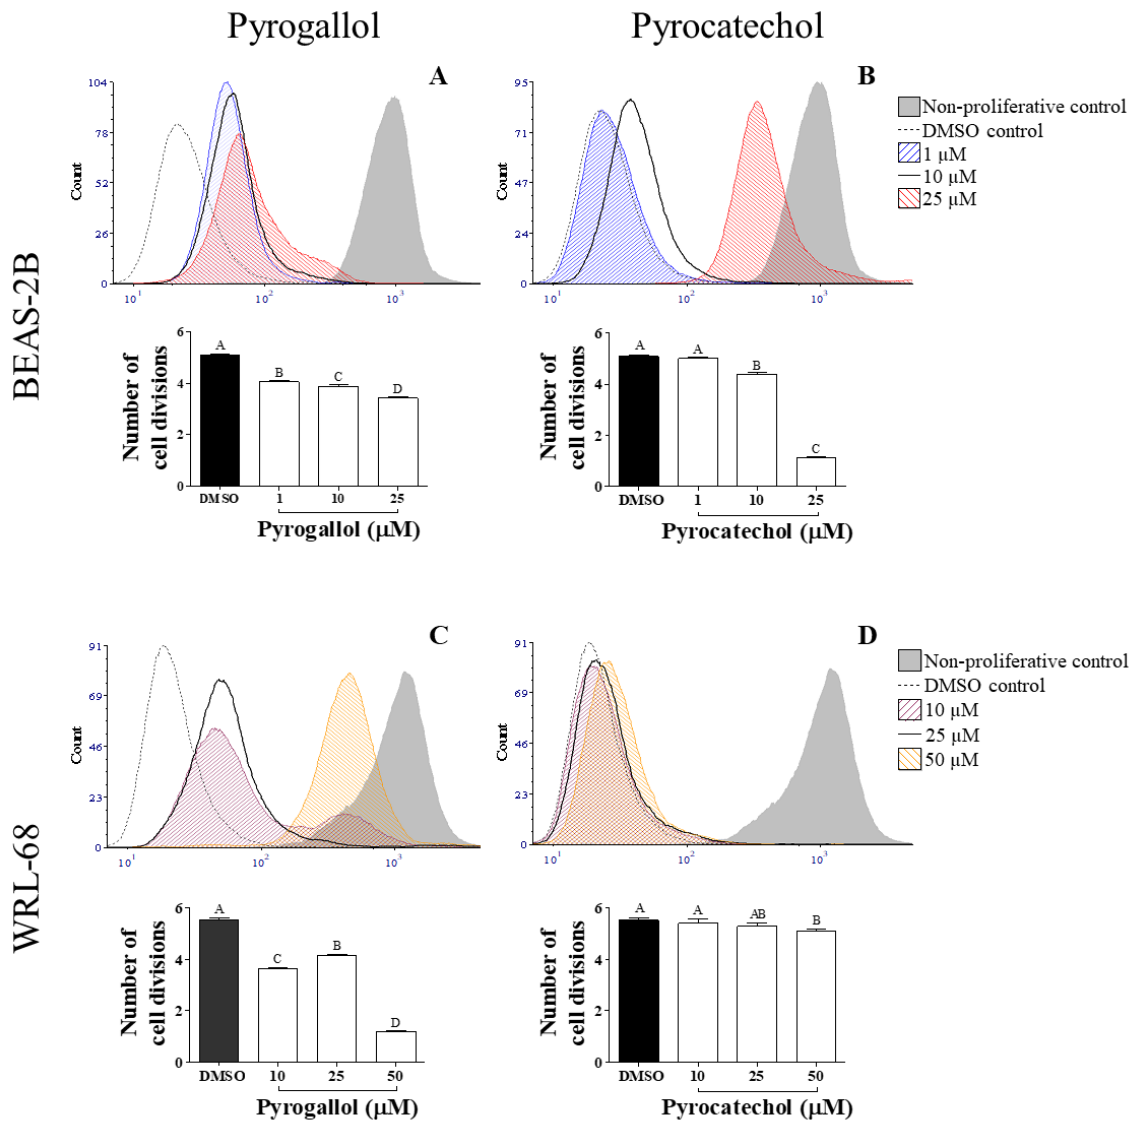 Pyrogallol
Pyrocatechol
BEAS-2B
A
104
78
52
26
0
Count
10¹
10²
10³
B
95
71
47
24
0
Count
10¹
10²
10³
Non-proliferative control
DMSO control
1 µM
10 µM
25 µM
Number of
cell divisions
6
4
2
0
A
B
C
D
DMSO
1
10
25
Pyrogallol (µM)
Number of
cell divisions
6
4
2
0
A
A
B
C
DMSO
1
10
25
Pyrocatechol (µM)
WRL-68
C
91
69
46
23
0
Count
10¹
10²
10³
D
91
69
46
23
0
Count
10¹
10²
10³
Non-proliferative control
DMSO control
10 µM
25 µM
50 µM
Number of
cell divisions
6
4
2
0
A
C
B
D
DMSO
10
25
50
Pyrogallol (µM)
Number of
cell divisions
6
4
2
0
A
A
AB
B
DMSO
10
25
50
Pyrocatechol (µM)